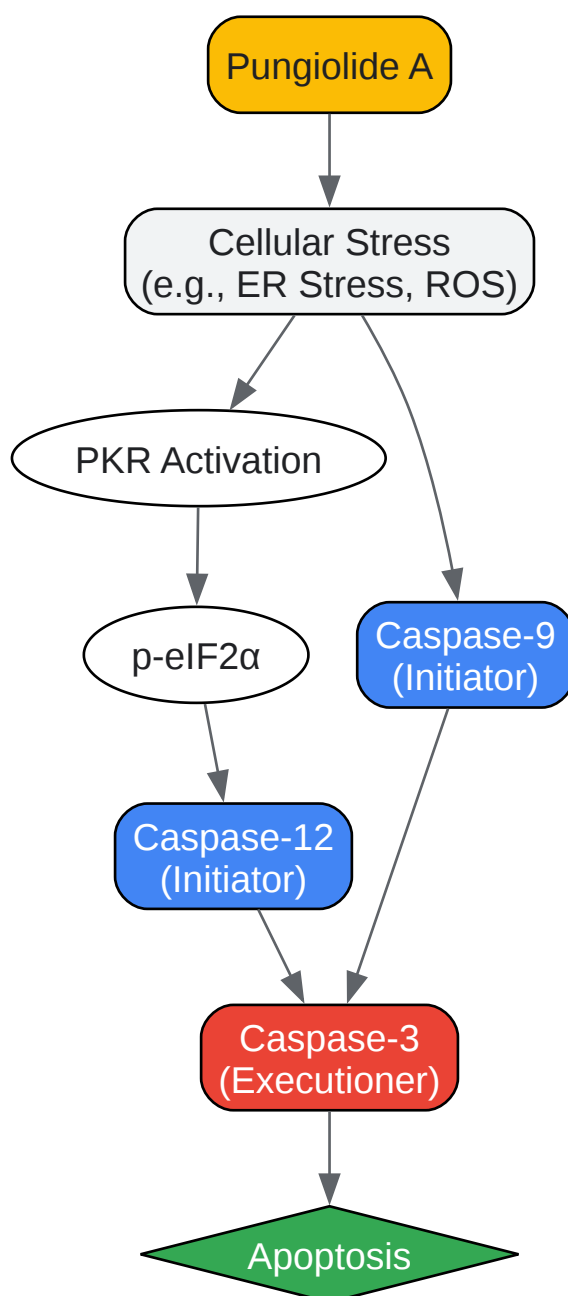 Pungiolide A
Cellular Stress
(e.g., ER Stress, ROS)
PKR Activation
p-eIF2α
Caspase-9
(Initiator)
Caspase-12
(Initiator)
Caspase-3
(Executioner)
Apoptosis